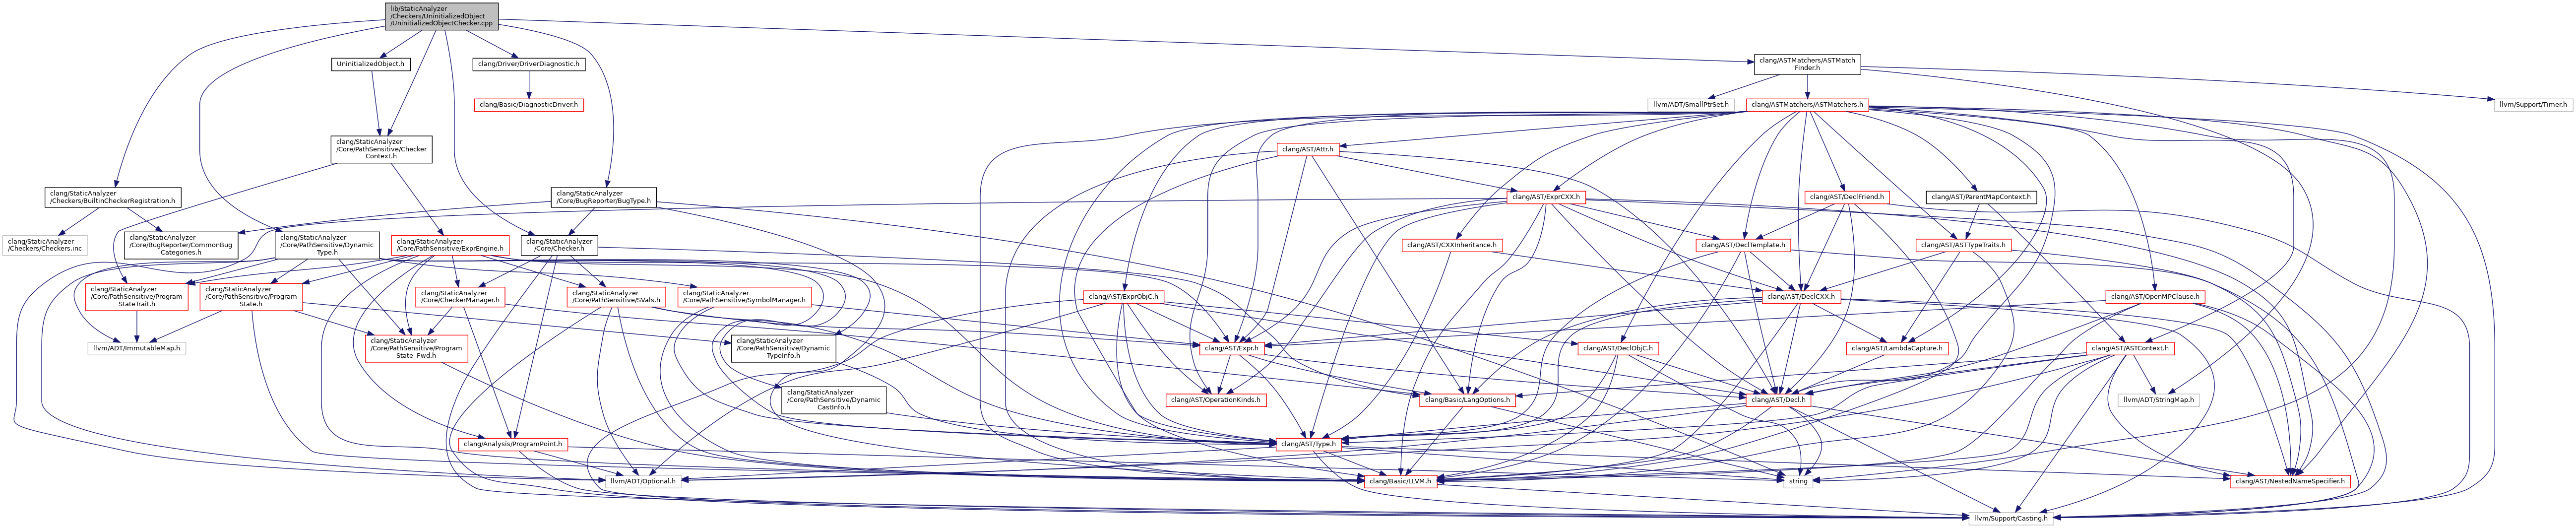 lib/StaticAnalyzer
/Checkers/UninitializedObject
/UninitializedObjectChecker.cpp
UninitializedObject.h
clang/Driver/DriverDiagnostic.h
clang/ASTMatchers/ASTMatch
Finder.h
clang/Basic/DiagnosticDriver.h
llvm/ADT/SmallPtrSet.h
clang/ASTMatchers/ASTMatchers.h
llvm/Support/Timer.h
clang/StaticAnalyzer
/Core/PathSensitive/Checker
Context.h
clang/AST/Attr.h
clang/StaticAnalyzer
/Checkers/BuiltinCheckerRegistration.h
clang/StaticAnalyzer
/Core/BugReporter/BugType.h
clang/AST/ExprCXX.h
clang/AST/DeclFriend.h
clang/AST/ParentMapContext.h
clang/StaticAnalyzer
/Checkers/Checkers.inc
clang/StaticAnalyzer
/Core/BugReporter/CommonBug
Categories.h
clang/StaticAnalyzer
/Core/PathSensitive/Dynamic
Type.h
clang/StaticAnalyzer
/Core/PathSensitive/ExprEngine.h
clang/StaticAnalyzer
/Core/Checker.h
clang/AST/CXXInheritance.h
clang/AST/DeclTemplate.h
clang/AST/ASTTypeTraits.h
clang/StaticAnalyzer
/Core/PathSensitive/Program
StateTrait.h
clang/StaticAnalyzer
/Core/PathSensitive/Program
State.h
clang/StaticAnalyzer
/Core/CheckerManager.h
clang/StaticAnalyzer
/Core/PathSensitive/SVals.h
clang/StaticAnalyzer
/Core/PathSensitive/SymbolManager.h
clang/AST/ExprObjC.h
clang/AST/DeclCXX.h
clang/AST/OpenMPClause.h
llvm/ADT/ImmutableMap.h
clang/StaticAnalyzer
/Core/PathSensitive/Program
State_Fwd.h
clang/StaticAnalyzer
/Core/PathSensitive/Dynamic
TypeInfo.h
clang/AST/Expr.h
clang/AST/DeclObjC.h
clang/AST/LambdaCapture.h
clang/AST/ASTContext.h
clang/StaticAnalyzer
/Core/PathSensitive/Dynamic
CastInfo.h
clang/AST/OperationKinds.h
clang/Basic/LangOptions.h
clang/AST/Decl.h
llvm/ADT/StringMap.h
clang/Analysis/ProgramPoint.h
clang/AST/Type.h
llvm/ADT/Optional.h
clang/Basic/LLVM.h
string
clang/AST/NestedNameSpecifier.h
llvm/Support/Casting.h